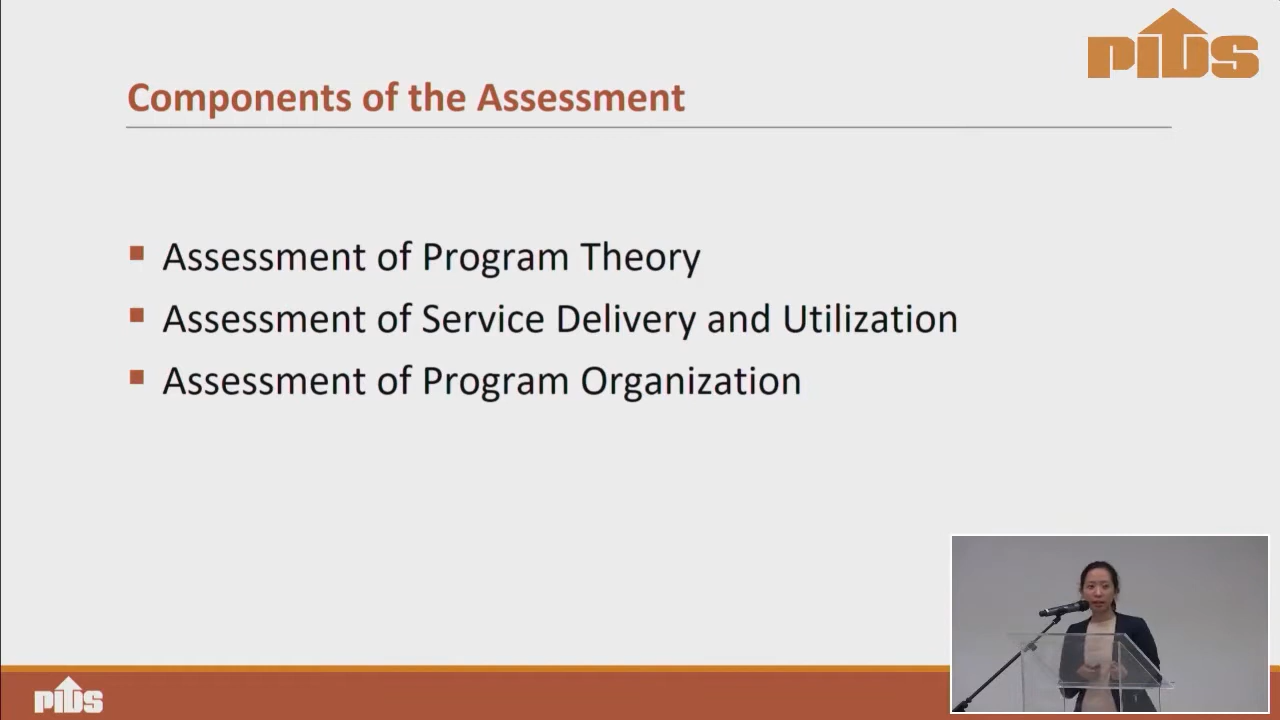 PIDS
Components of the Assessment
Assessment of Program Theory
Assessment of Service Delivery and Utilization
Assessment of Program Organization
PIDS